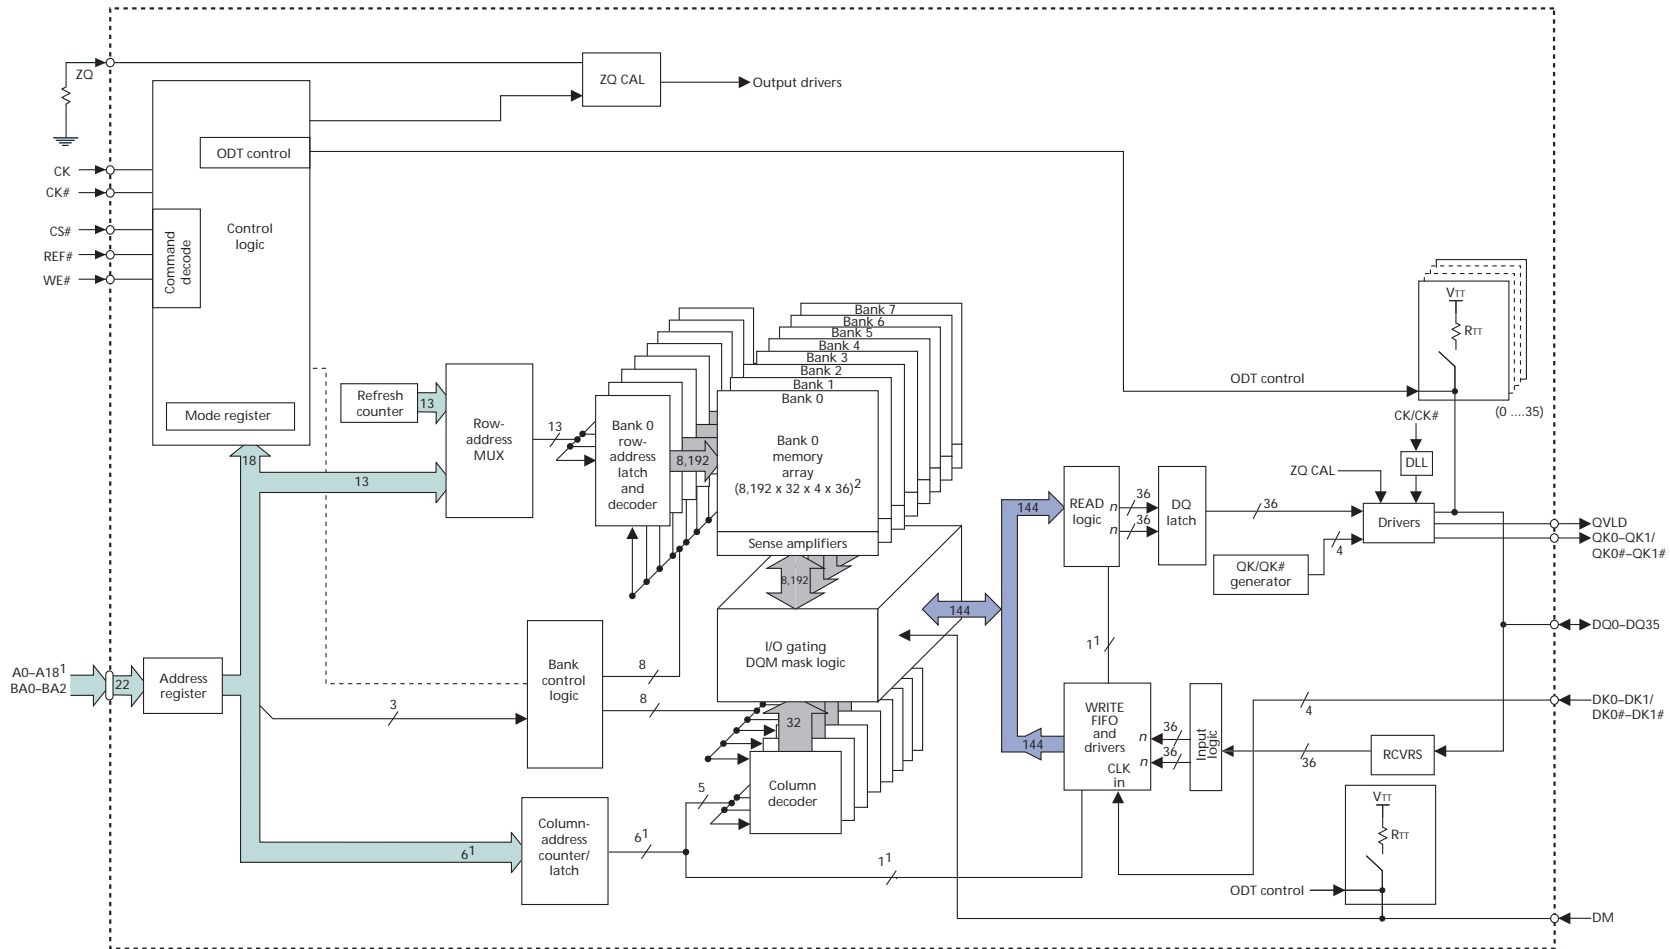 ZQ
ZQ CAL
Output drivers
ODT control
CK
CK#
CS#
REF#
WE#
Command
decode
Control
logic
Mode register
18
13
Refresh
counter
13
Row-
address
MUX
13
Bank 0
row-
address
latch
and
decoder
8,192
Bank 7
Bank 6
Bank 5
Bank 4
Bank 3
Bank 2
Bank 1
Bank 0
Bank 0
memory
array
(8,192 x 32 x 4 x 36)2
Sense amplifiers
8,192
I/O gating
DQM mask logic
144
144
144
READ
logic
n
n
36
36
DQ
latch
36
ZQ CAL
CK/CK#
DLL
Drivers
QK/QK#
generator
4
ODT control
VTT
RTT
(0 ....35)
QVLD
QK0–QK1/
QK0#–QK1#
DQ0–DQ35
A0–A181
BA0–BA2
22
Address
register
3
Bank
control
logic
8
8
32
Column
decoder
5
61
Column-
address
counter/
latch
61
11
11
WRITE
FIFO
and
drivers
CLK
in
n
n
36
36
Input
logic
36
RCVRS
4
DK0–DK1/
DK0#–DK1#
VTT
RTT
ODT control
DM